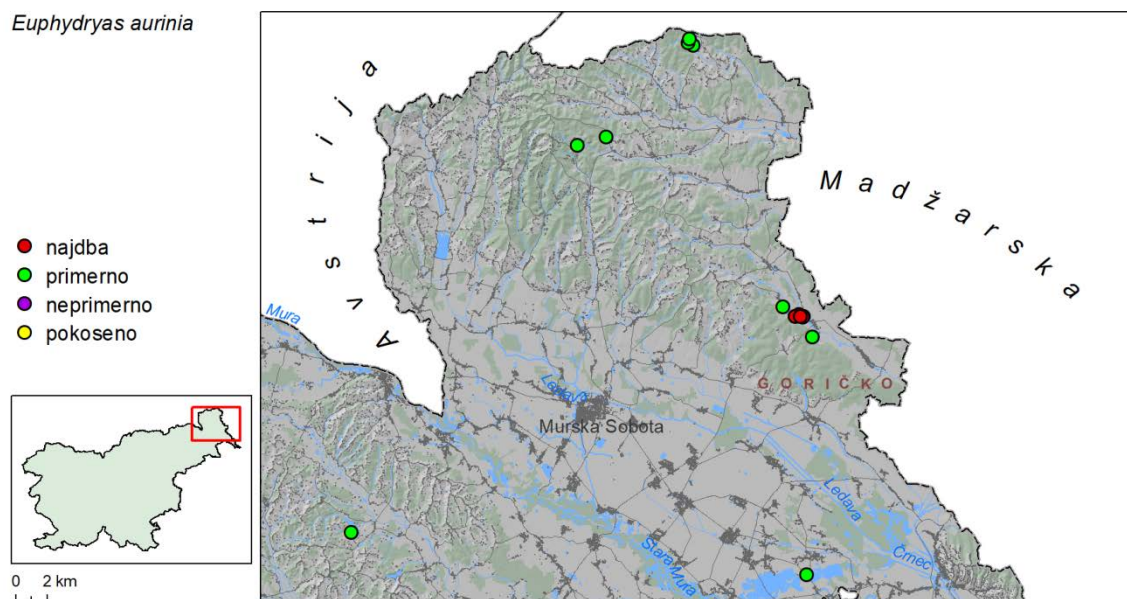 Euphydryas aurinia
najdba
primerno
neprimerno
pokoseno
0 2 km
Avstrija
Madžarska
Mura
GORIČKO
Ledava
Murska Sobota
Ledava
Črnec
Stara Mura